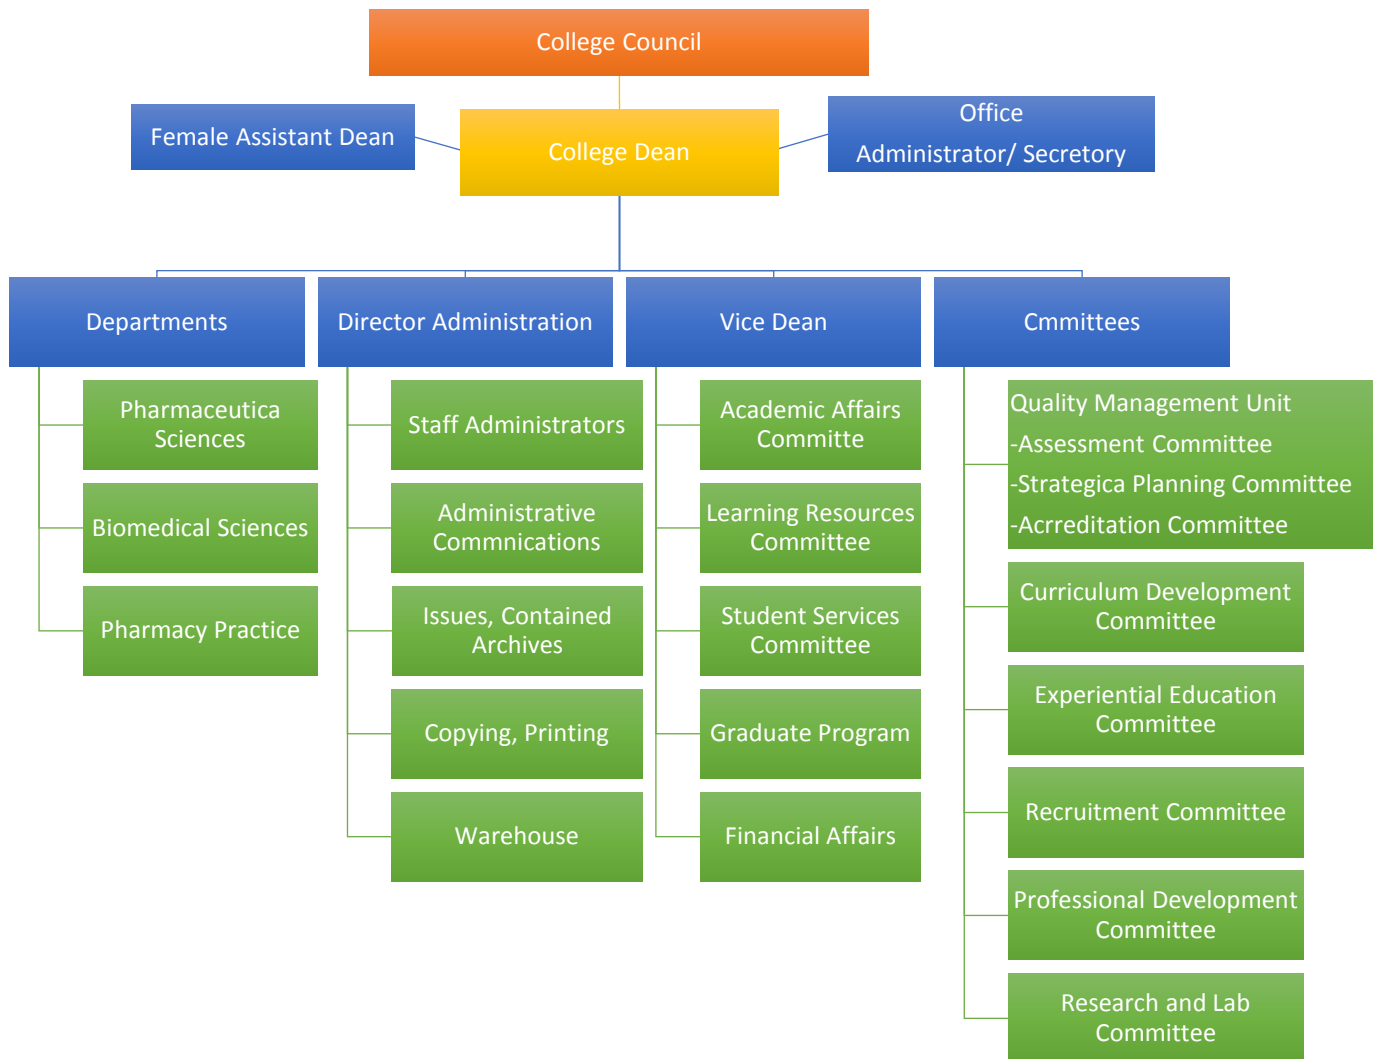 College Council
Female Assistant Dean
College Dean
Office
Administrator/ Secretory
Departments
Director Administration
Vice Dean
Cmmittees
Pharmaceutica
Sciences
Biomedical Sciences
Pharmacy Practice
Staff Administrators
Administrative
Commnications
Issues, Contained
Archives
Copying, Printing
Warehouse
Academic Affairs
Committe
Learning Resources
Committee
Student Services
Committee
Graduate Program
Financial Affairs
Quality Management Unit
-Assessment Committee
-Strategica Planning Committee
-Acrreditation Committee
Curriculum Development
Committee
Experiential Education
Committee
Recruitment Committee
Professional Development
Committee
Research and Lab
Committee